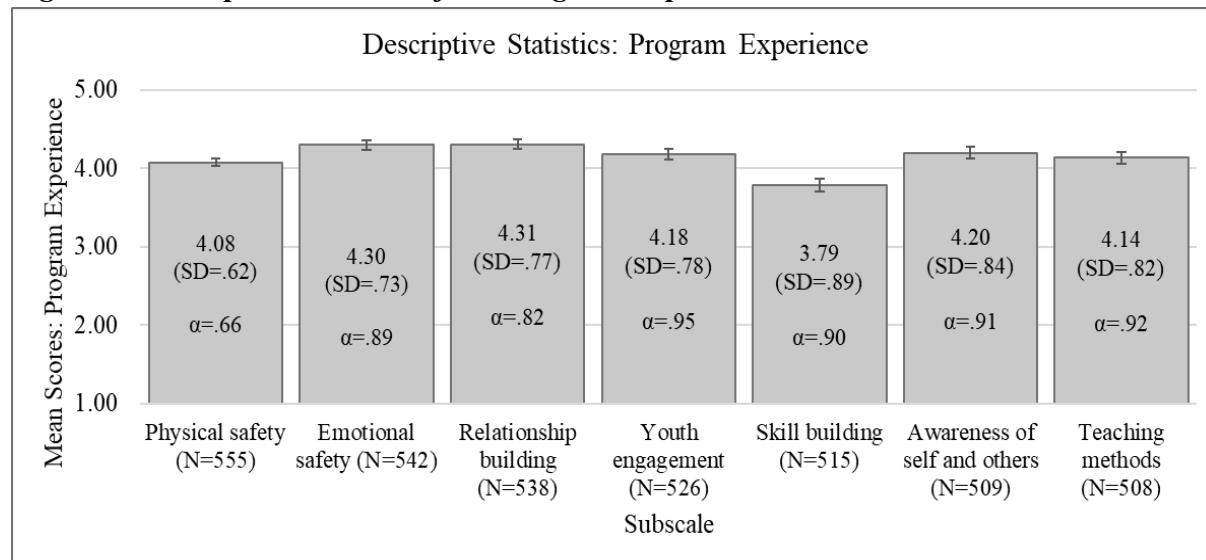 Descriptive Statistics: Program Experience
Mean Scores: Program Experience
5.00
4.00
3.00
2.00
1.00
4.08
(SD=.62)
α=.66
4.30
(SD=.73)
α=.89
4.31
(SD=.77)
α=.82
4.18
(SD=.78)
α=.95
3.79
(SD=.89)
α=.90
4.20
(SD=.84)
α=.91
4.14
(SD=.82)
α=.92
Physical safety
(N=555)
Emotional
safety (N=542)
Relationship
building
(N=538)
Youth
engagement
(N=526)
Skill building
(N=515)
Awareness of
self and others
(N=509)
Teaching
methods
(N=508)
Subscale